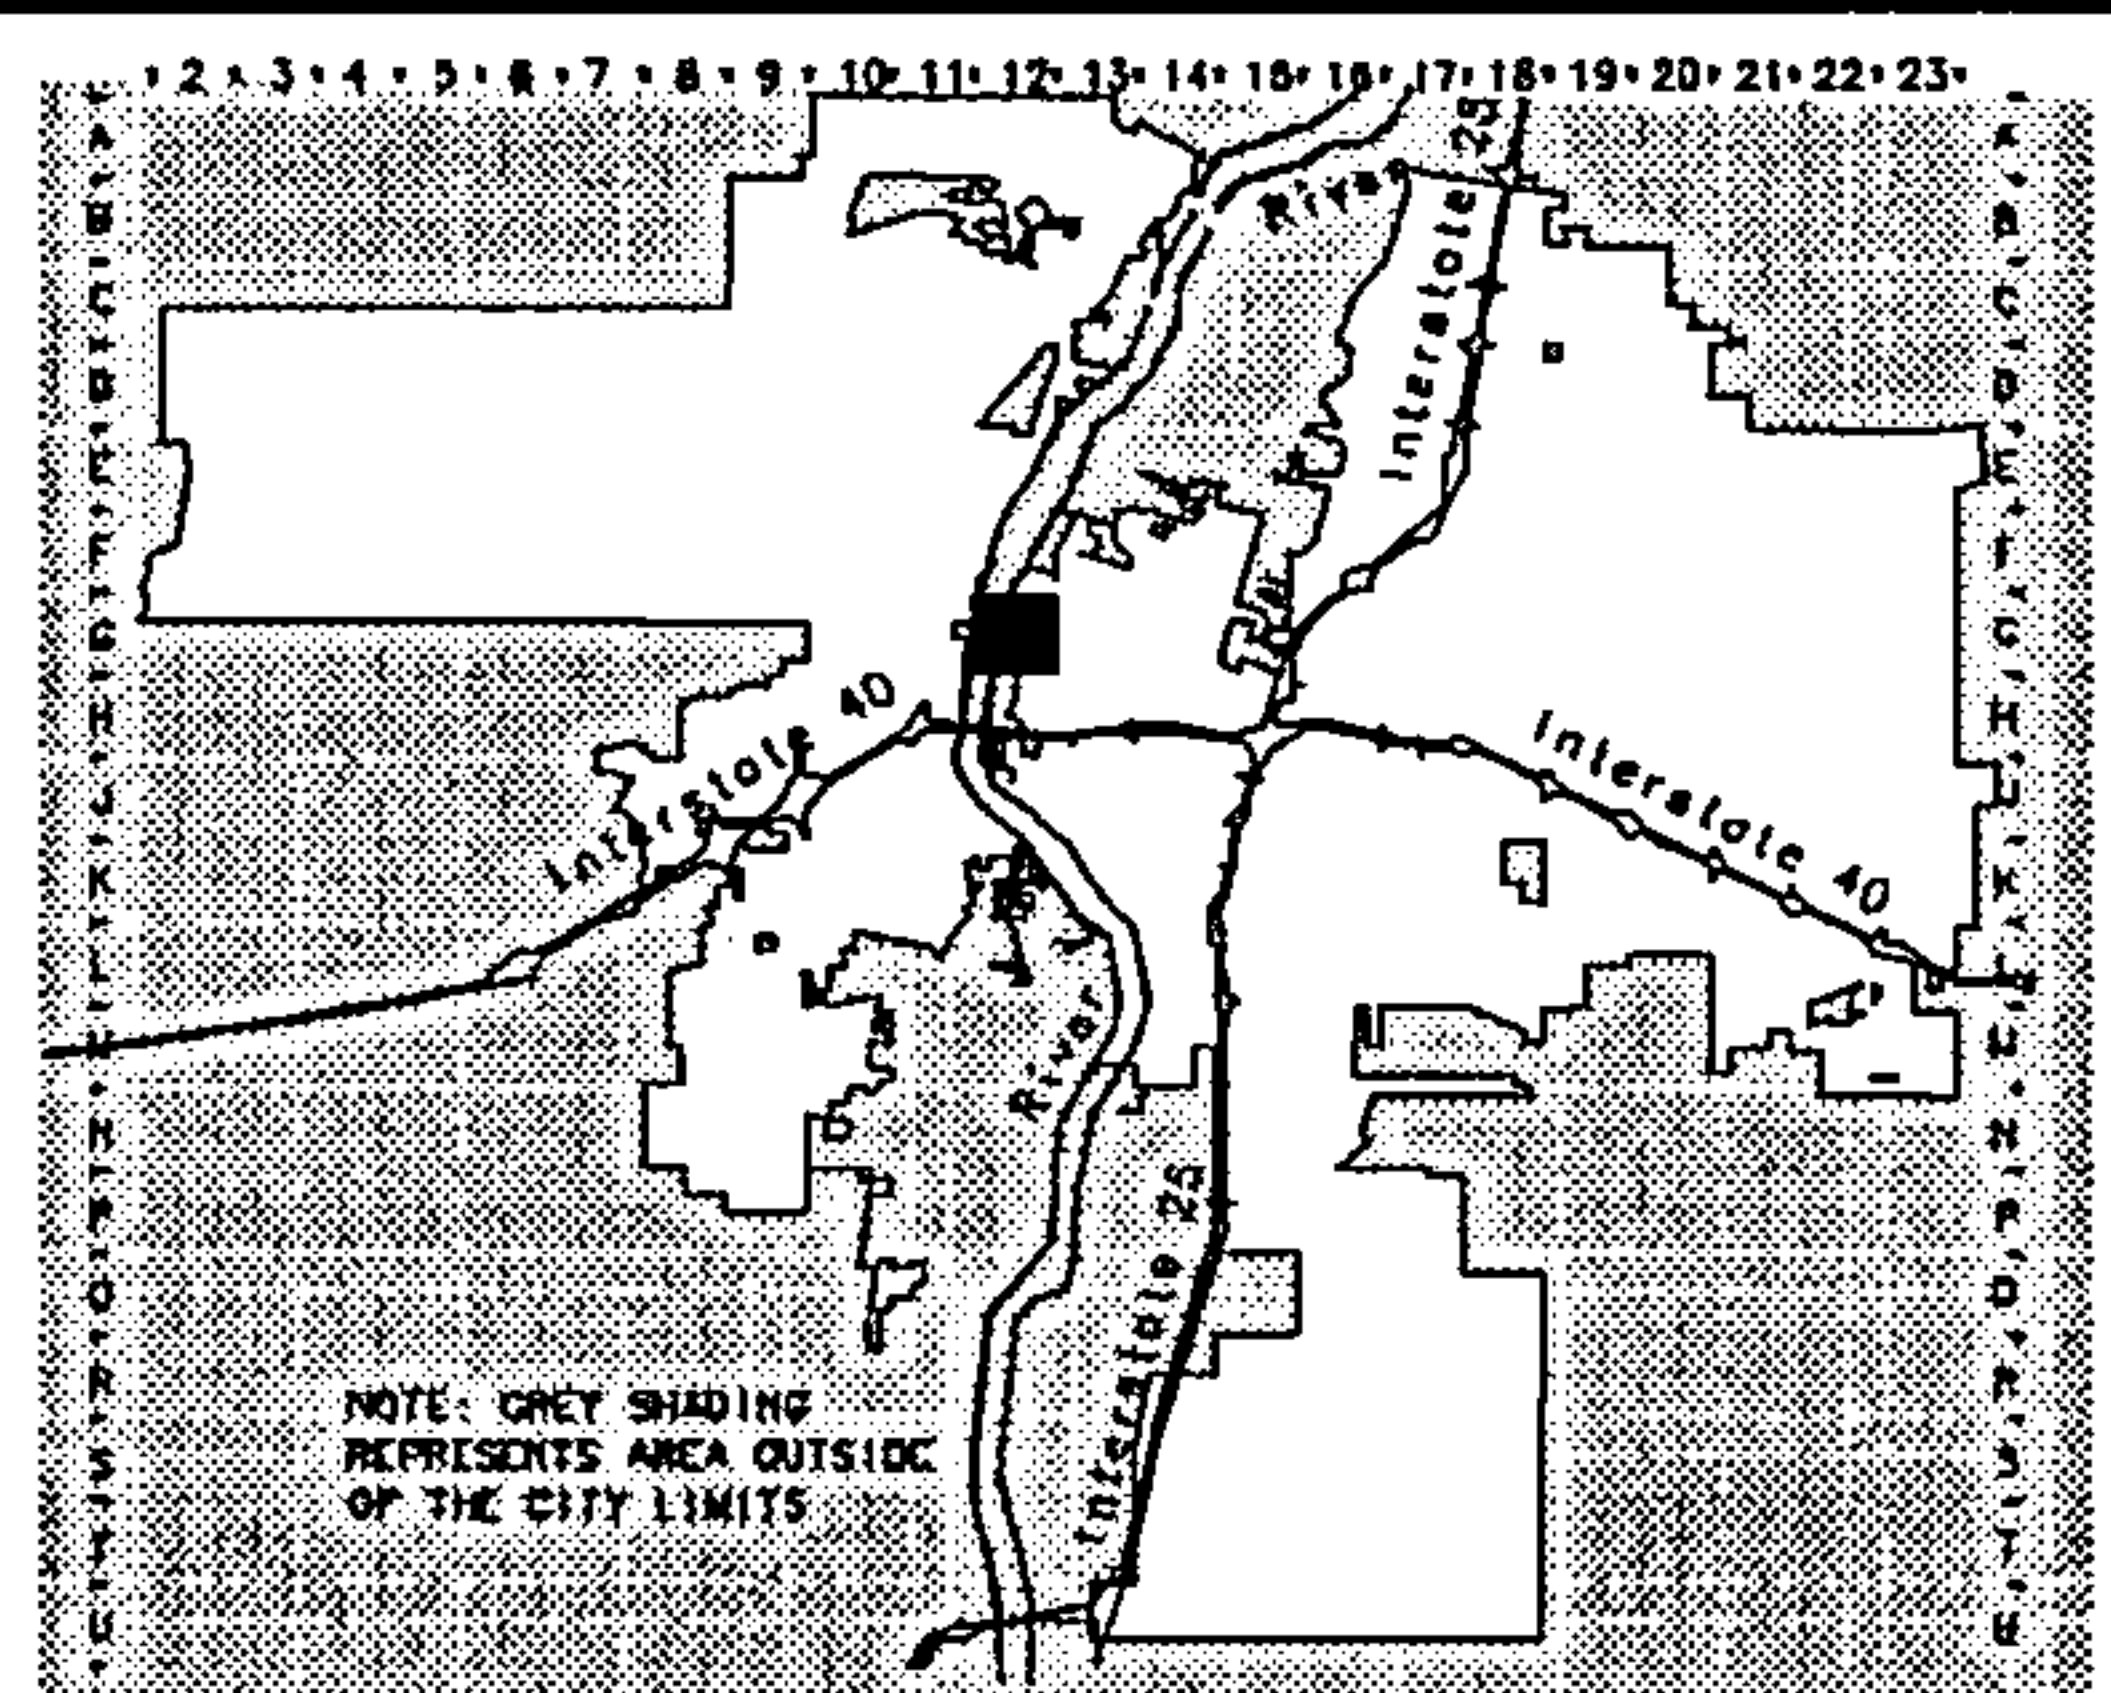 2 3 4 5 6 7 8 9 10 11 12 13 14 15 16 17 18 19 20 21 22 23
A A
B B
C C
D D
E E
F F
G G
H H
J J
K K
L L
M M
N N
P P
Q Q
R R
S S
T T
U U
River
Interstate 25
Interstate 40
Interstate 40
River
Interstate 25
NOTE: GREY SHADING
REPRESENTS AREA OUTSIDE
OF THE CITY LIMITS